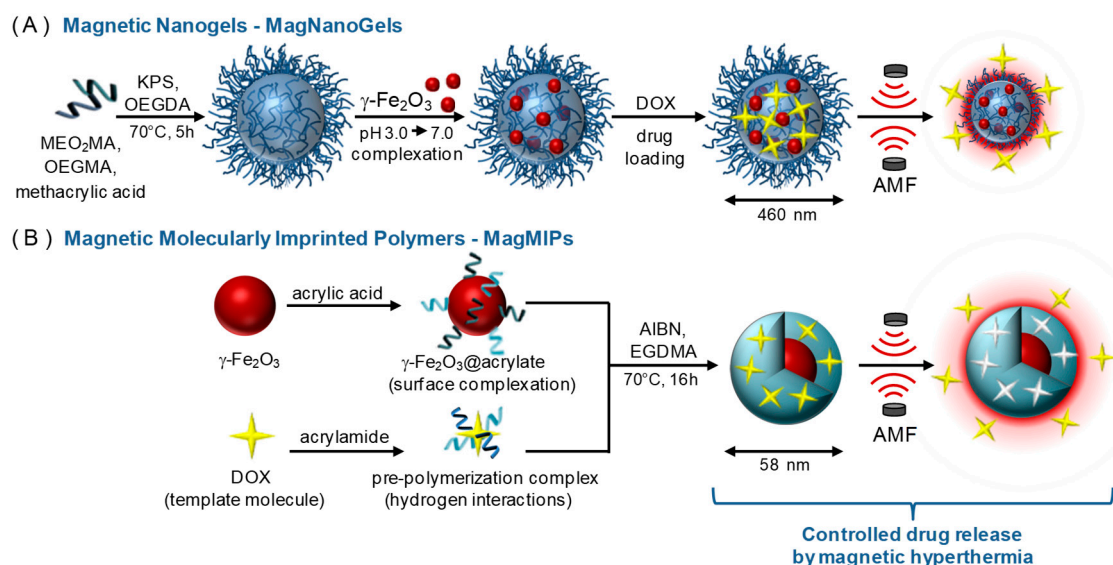 (A) Magnetic Nanogels - MagNanoGels
KPS,
OEGDA
70°C, 5h
MEO₂MA,
OEGMA,
methacrylic acid
γ-Fe₂O₃
pH 3.0 → 7.0
complexation
DOX
drug
loading
460 nm
AMF
(B) Magnetic Molecularly Imprinted Polymers - MagMIPs
γ-Fe₂O₃
acrylic acid
γ-Fe₂O₃@acrylate
(surface complexation)
DOX
(template molecule)
acrylamide
pre-polymerization complex
(hydrogen interactions)
AIBN,
EGDMA
70°C, 16h
58 nm
AMF
Controlled drug release
by magnetic hyperthermia